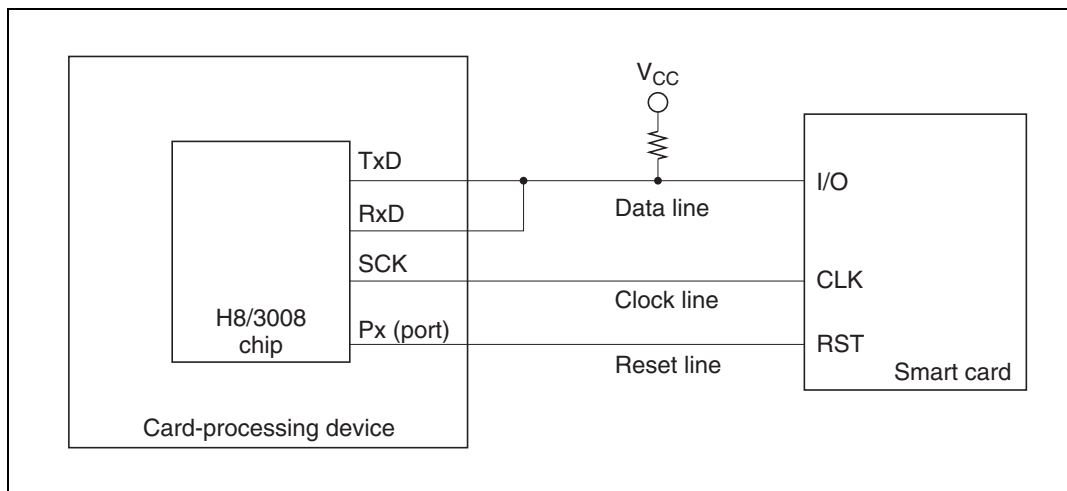 VCC
TxD
I/O
Data line
RxD
SCK
CLK
Clock line
H8/3008
chip
Px (port)
RST
Reset line
Smart card
Card-processing device